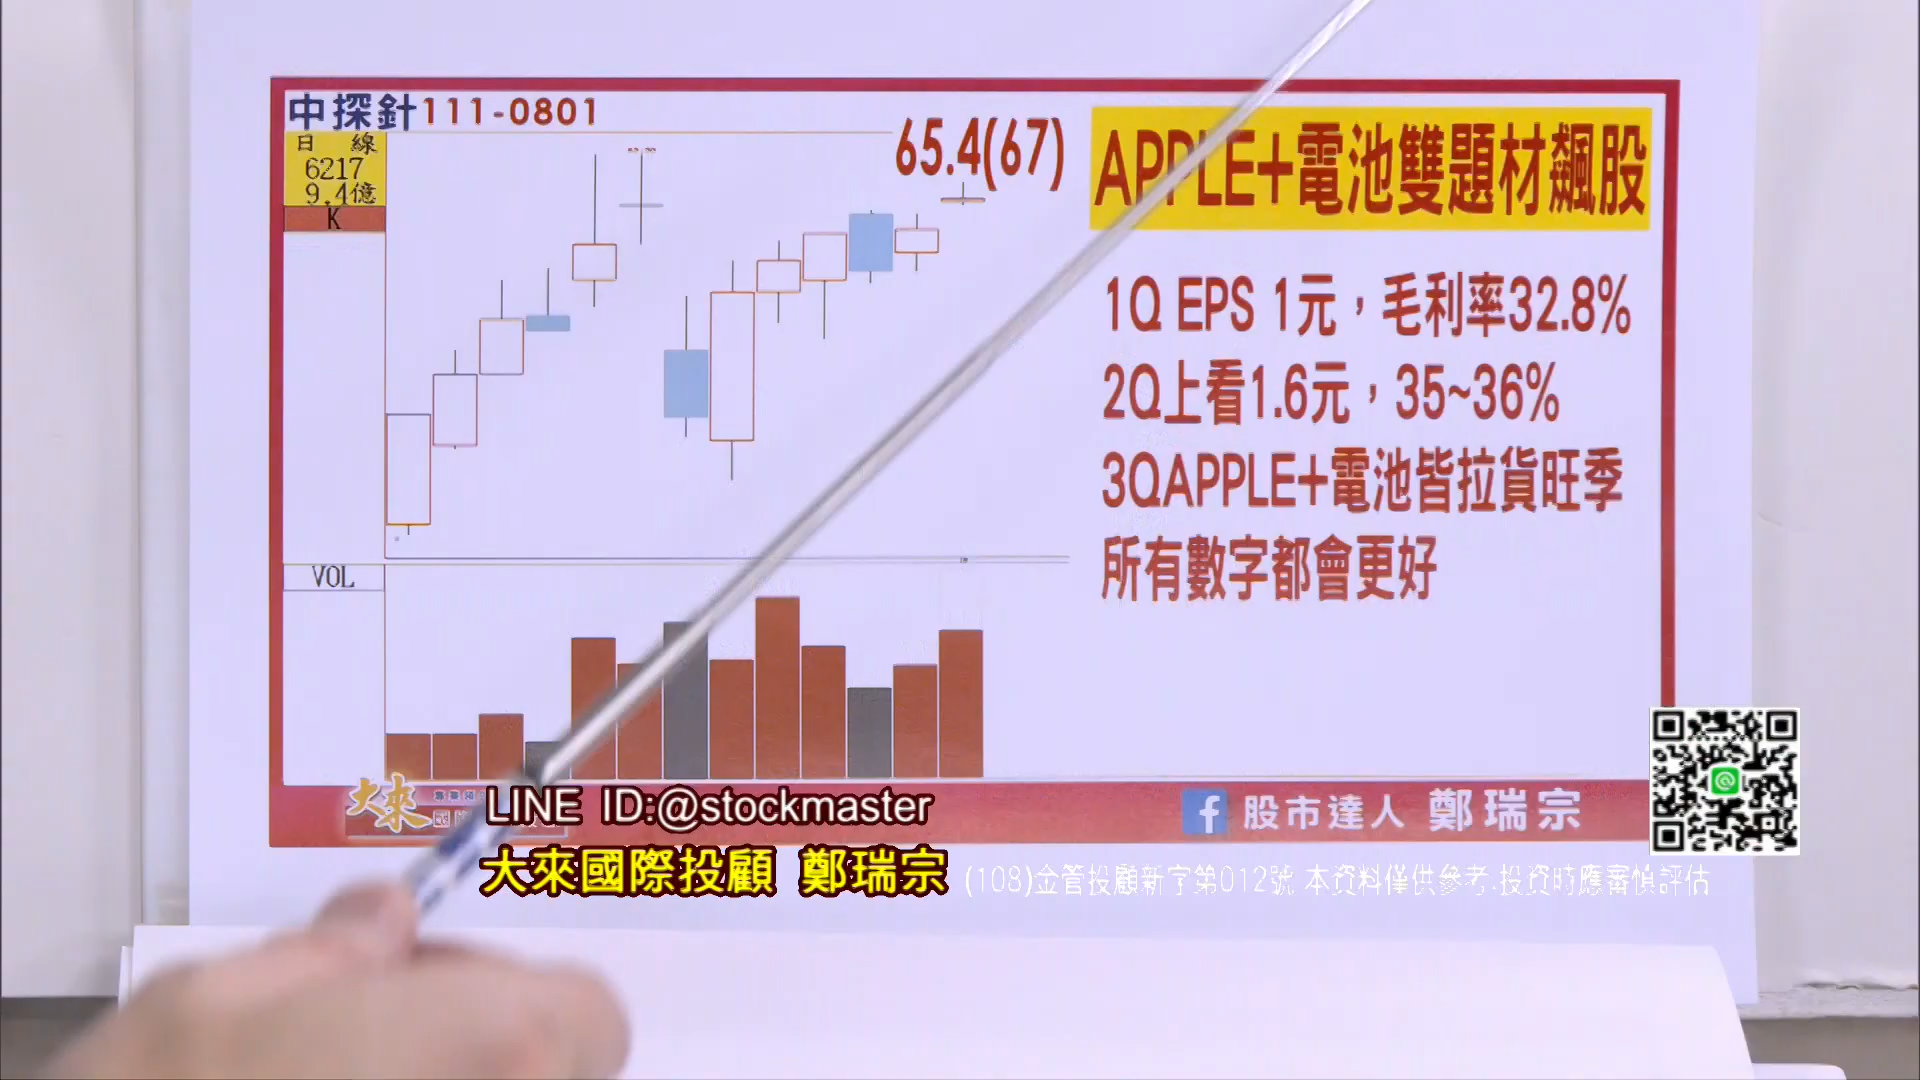 中探針111-0801
日 線
6217
9.4億
K
65.4(67)
APPLE+電池雙題材飆股
1Q EPS 1元，毛利率32.8%
2Q上看1.6元，35~36%
3QAPPLE+電池皆拉貨旺季
所有數字都會更好
VOL
大來
股市達人 鄭瑞宗
LINE ID:@stockmaster
大來國際投顧 鄭瑞宗
(108)金管投顧新字第012號 本資料僅供參考.投資時應審慎評估